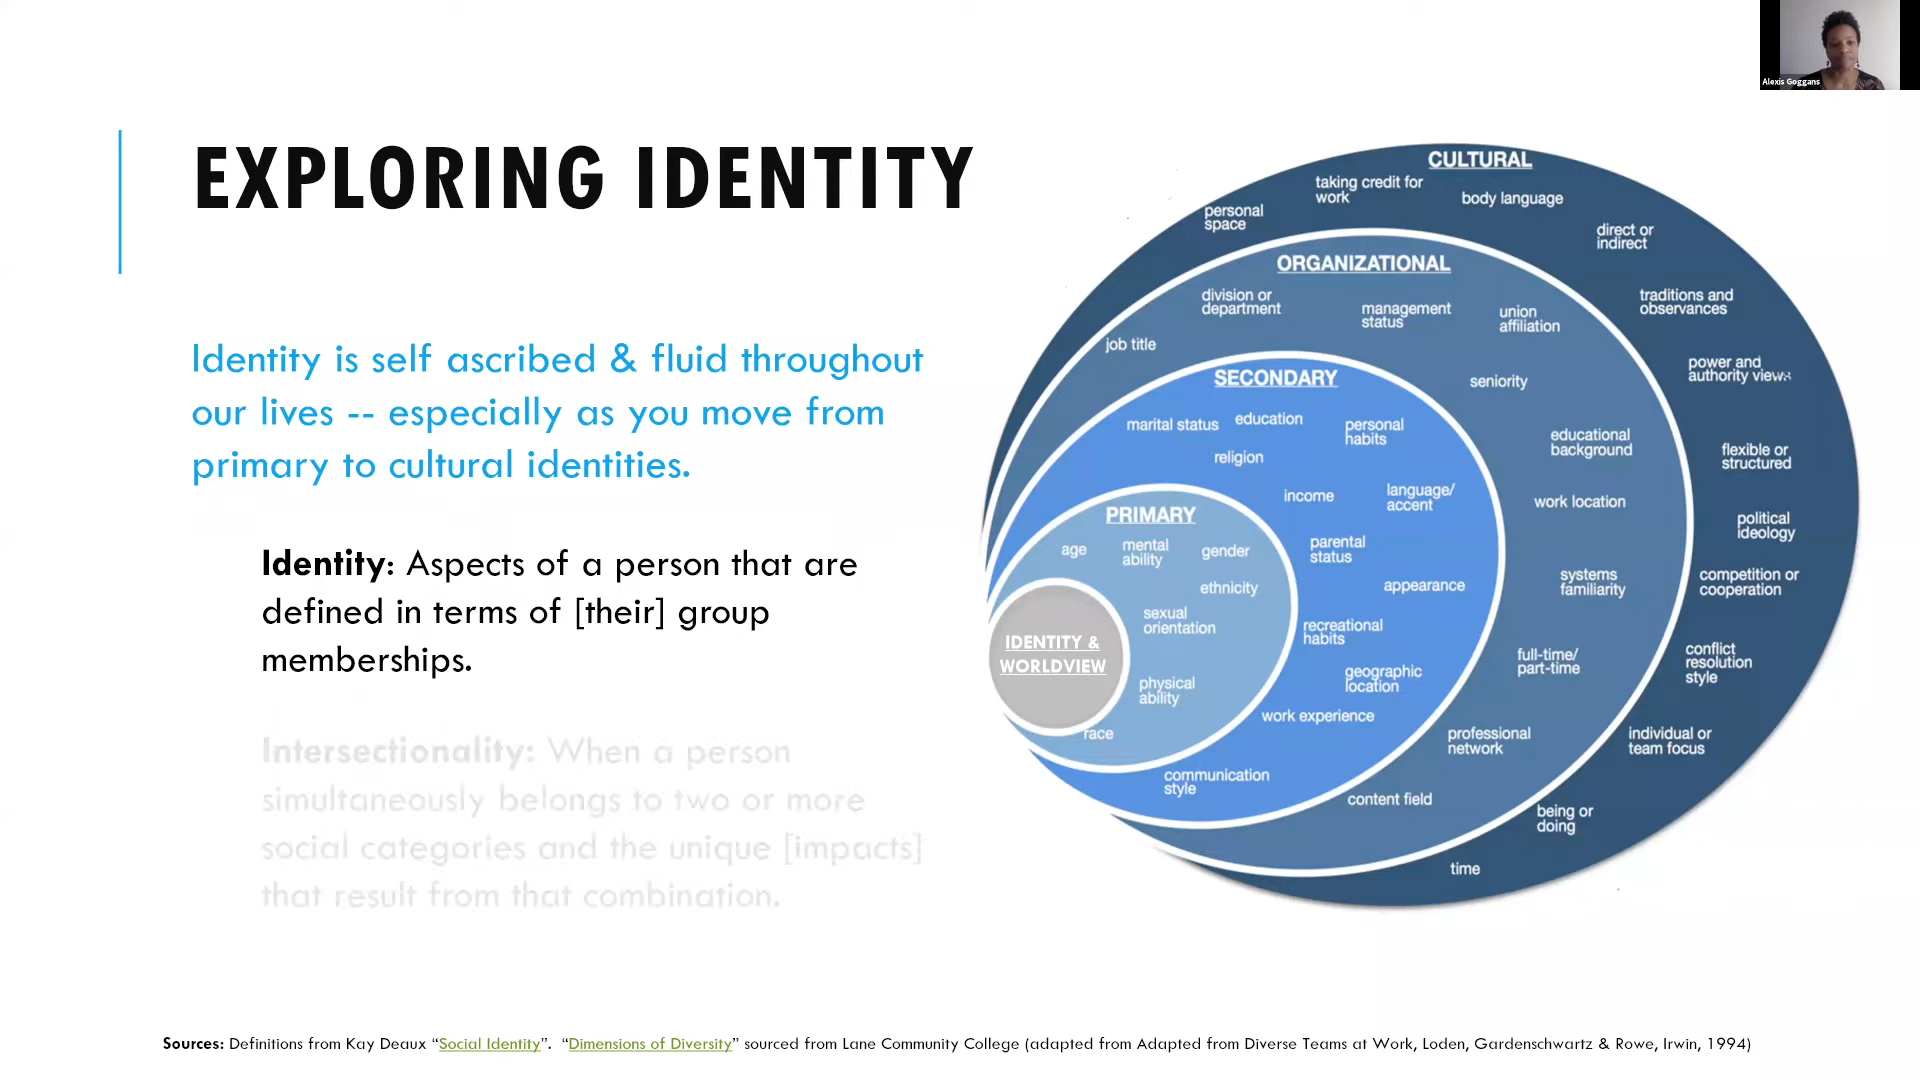 Alexis Goggans
EXPLORING IDENTITY
Identity is self ascribed & fluid throughout
our lives -- especially as you move from
primary to cultural identities.
Identity: Aspects of a person that are
defined in terms of [their] group
memberships.
Intersectionality: When a person
simultaneously belongs to two or more
social categories and the unique [impacts]
that result from that combination.
CULTURAL
taking credit for
work
body language
personal
space
direct or
indirect
traditions and
observances
power and
authority views
flexible or
structured
political
ideology
competition or
cooperation
conflict
resolution
style
individual or
team focus
being or
doing
time
ORGANIZATIONAL
division or
department
management
status
union
affiliation
job title
seniority
educational
background
work location
systems
familiarity
full-time/
part-time
professional
network
content field
SECONDARY
marital status
education
personal
habits
religion
income
language/
accent
parental
status
appearance
recreational
habits
geographic
location
work experience
communication
style
PRIMARY
age
mental
ability
gender
ethnicity
sexual
orientation
physical
ability
race
IDENTITY &
WORLDVIEW
Sources: Definitions from Kay Deaux “Social Identity”. “Dimensions of Diversity” sourced from Lane Community College (adapted from Adapted from Diverse Teams at Work, Loden, Gardenschwartz & Rowe, Irwin, 1994)